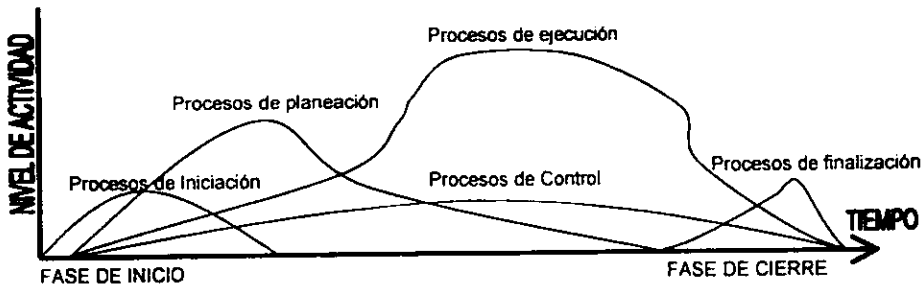 NIVEL DE ACTIVIDAD
Procesos de ejecución
Procesos de planeación
Procesos de finalización
Procesos de Iniciación
Procesos de Control
TIEMPO
FASE DE INICIO
FASE DE CIERRE